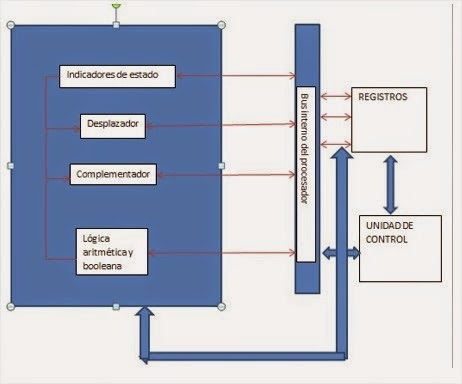 Indicadores de estado
Desplazador
Complementador
Lógica
aritmética y
booleana
Bus interno del procesador
REGISTROS
UNIDAD DE
CONTROL